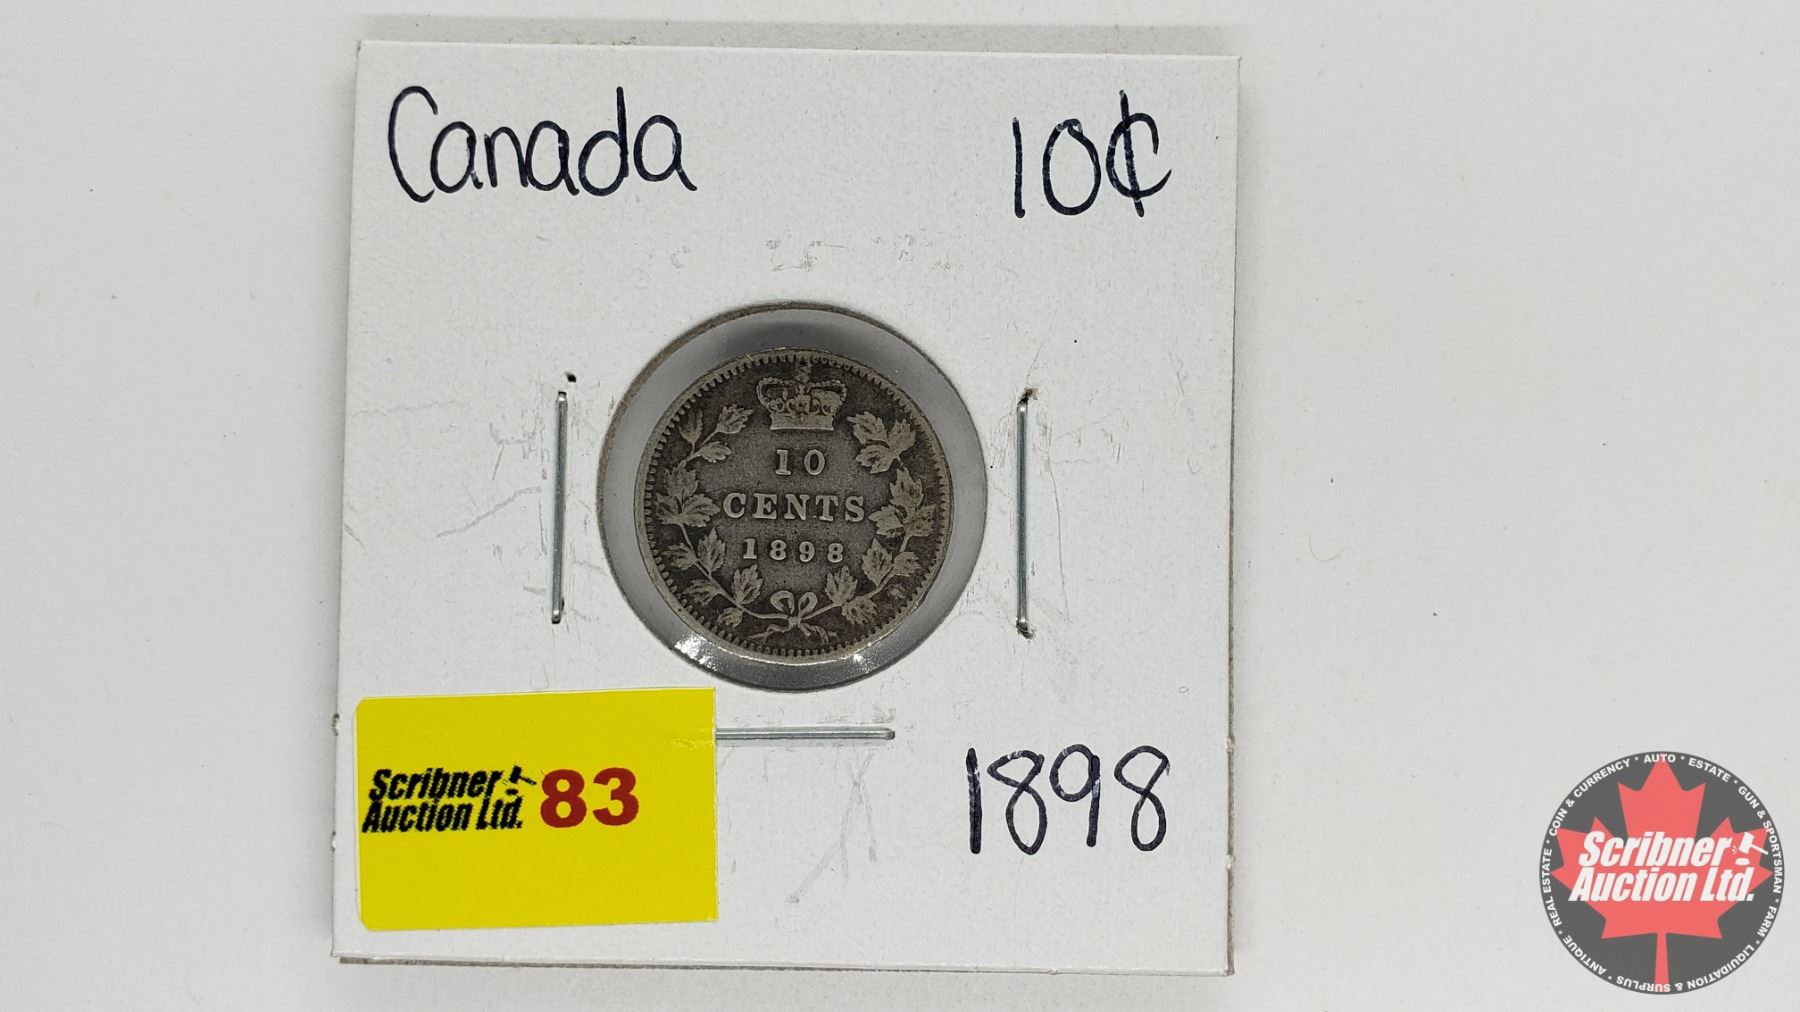 Canada 10¢
10
CENTS
1898
Scribner
Auction Ltd. 83
1898
Scribner
Auction Ltd.
ANTIQUE * REAL ESTATE * COIN & CURRENCY * AUTO * ESTATE * GUN & SPORTSMAN * FARM * LIQUIDATION & SURPLUS *